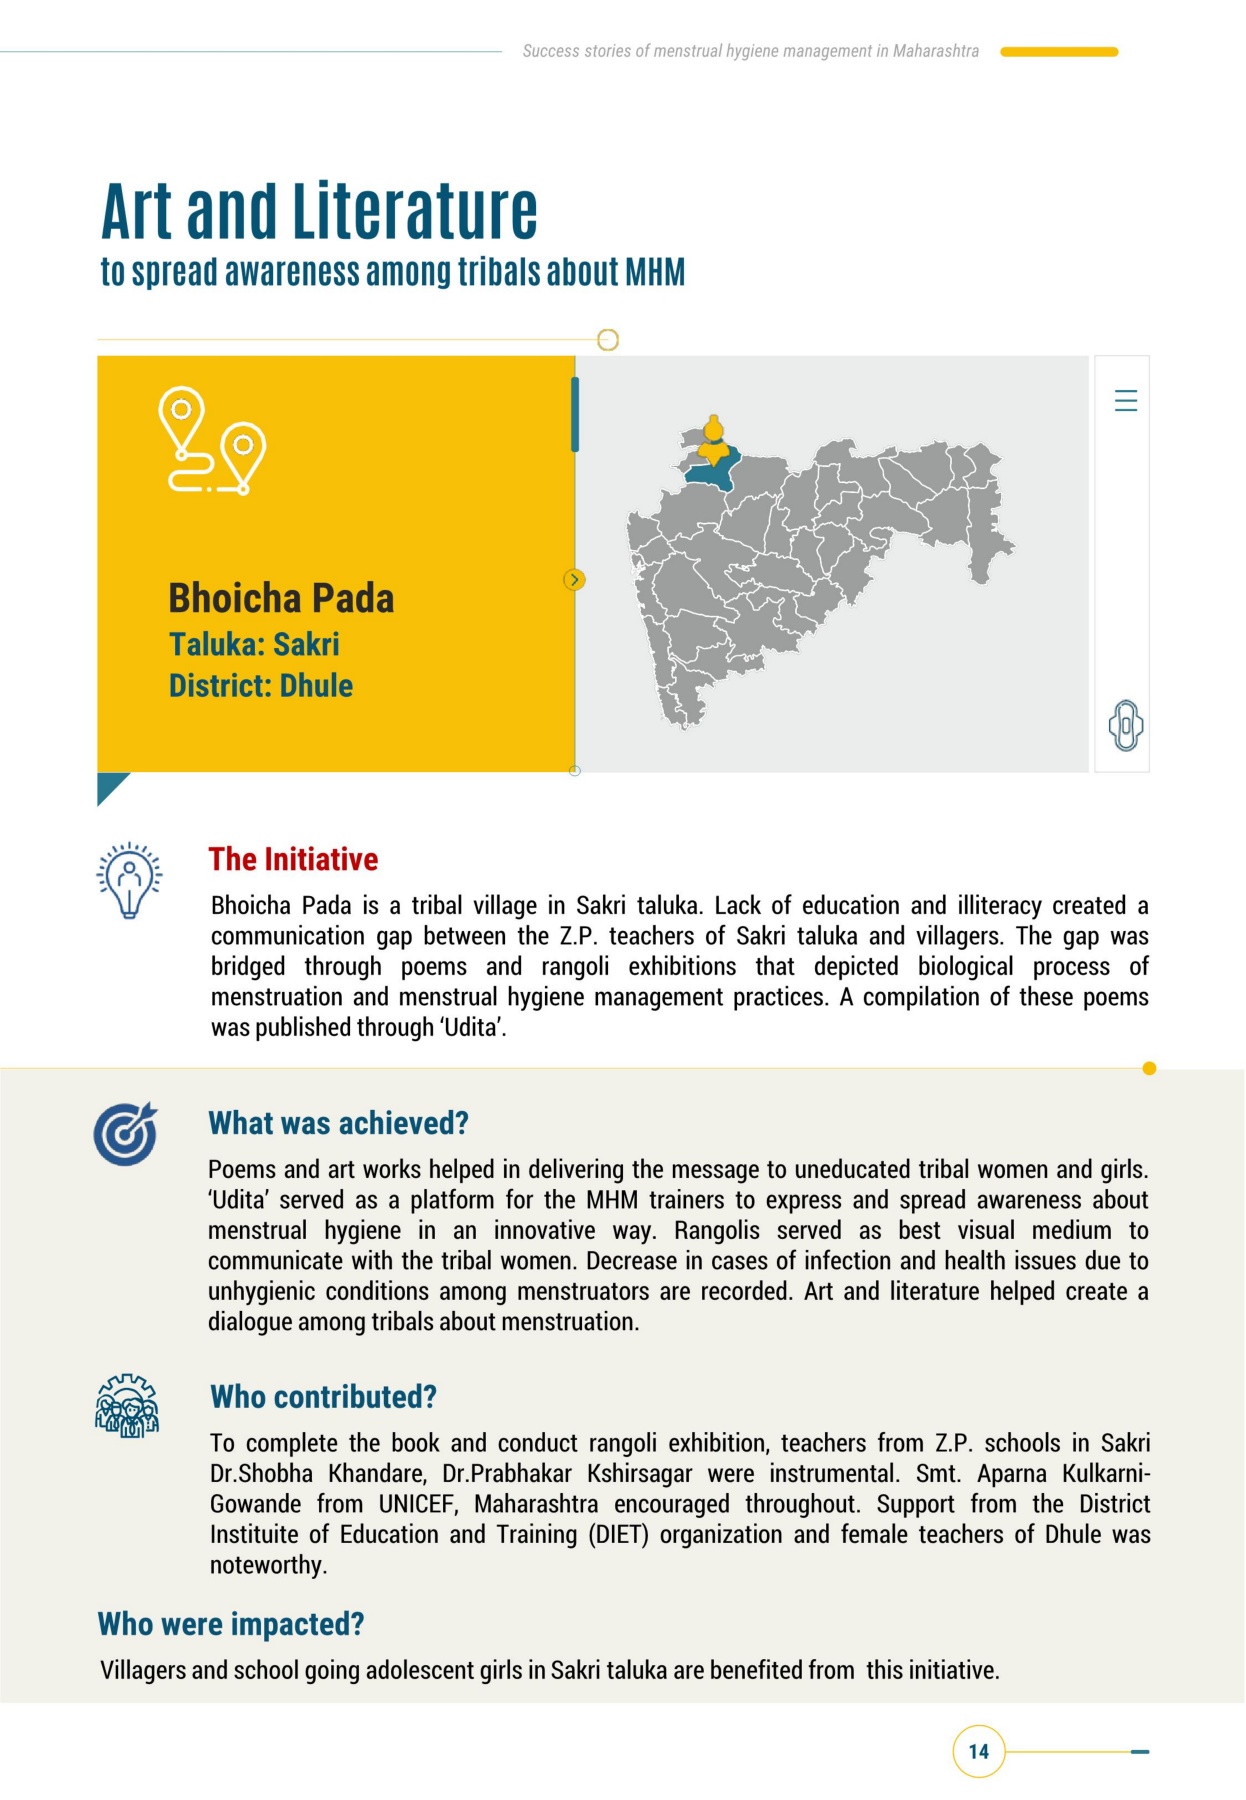 Success stories of menstrual hygiene management in Maharashtra
Art and Literature
to spread awareness among tribals about MHM
Bhoicha Pada
Taluka: Sakri
District: Dhule
The Initiative
Bhoicha Pada is a tribal village in Sakri taluka. Lack of education and illiteracy created a
communication gap between the Z.P. teachers of Sakri taluka and villagers. The gap was
bridged through poems and rangoli exhibitions that depicted biological process of
menstruation and menstrual hygiene management practices. A compilation of these poems
was published through ‘Udita’.
What was achieved?
Poems and art works helped in delivering the message to uneducated tribal women and girls.
‘Udita’ served as a platform for the MHM trainers to express and spread awareness about
menstrual hygiene in an innovative way. Rangolis served as best visual medium to
communicate with the tribal women. Decrease in cases of infection and health issues due to
unhygienic conditions among menstruators are recorded. Art and literature helped create a
dialogue among tribals about menstruation.
Who contributed?
To complete the book and conduct rangoli exhibition, teachers from Z.P. schools in Sakri
Dr.Shobha Khandare, Dr.Prabhakar Kshirsagar were instrumental. Smt. Aparna Kulkarni-
Gowande from UNICEF, Maharashtra encouraged throughout. Support from the District
Instituite of Education and Training (DIET) organization and female teachers of Dhule was
noteworthy.
Who were impacted?
Villagers and school going adolescent girls in Sakri taluka are benefited from  this initiative.
14